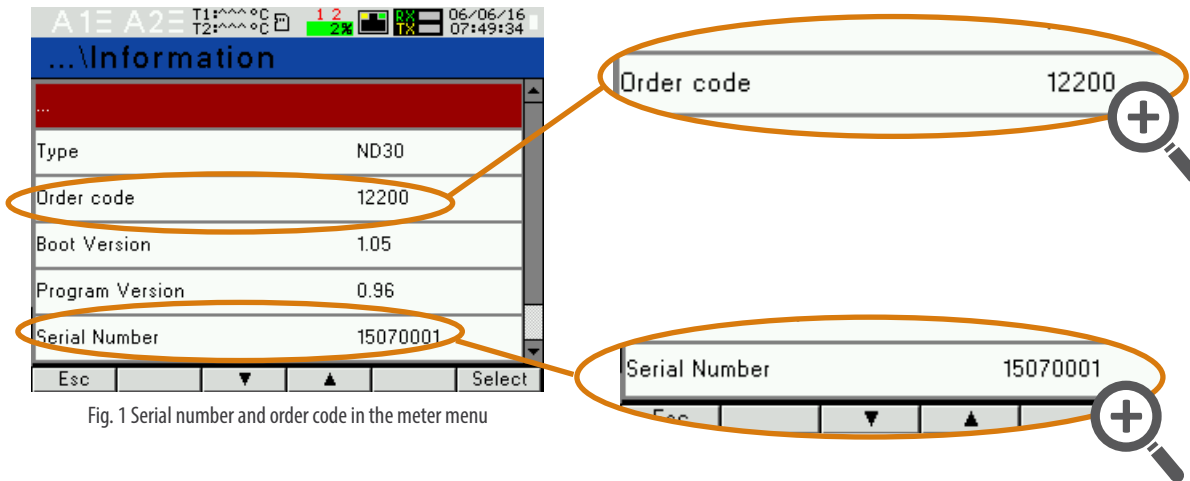 A1 A2 T1:^^^°C 1 2 RX 06/06/16
T2:^^^°C 2% TX 07:49:34
...\Information
...
Type ND30
Order code 12200
Boot Version 1.05
Program Version 0.96
Serial Number 15070001
Esc ▼ ▲ Select
Fig. 1 Serial number and order code in the meter menu
Order code 12200
Serial Number 15070001
▼ ▲